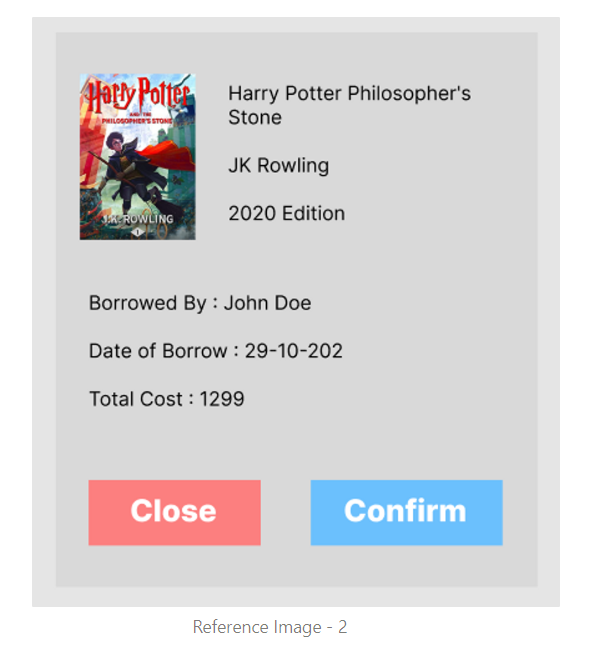 Harry Potter
AND THE
PHILOSOPHER'S STONE
J.K. ROWLING
1
Harry Potter Philosopher's
Stone
JK Rowling
2020 Edition
Borrowed By : John Doe
Date of Borrow : 29-10-202
Total Cost : 1299
Close
Confirm
Reference Image - 2